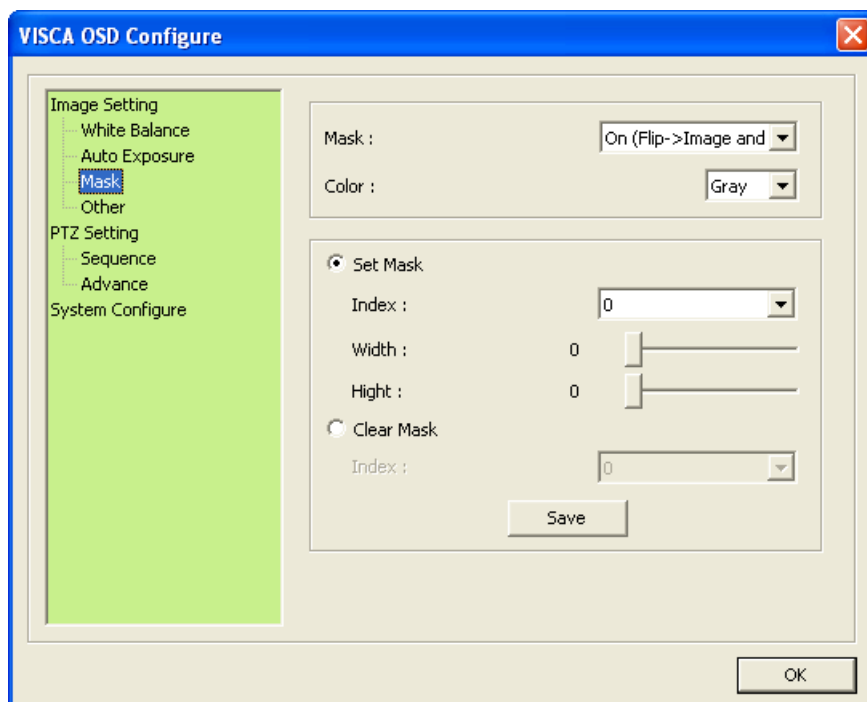 VISCA OSD Configure
Image Setting
White Balance
Auto Exposure
Mask
Other
PTZ Setting
Sequence
Advance
System Configure
Mask :
On (Flip->Image and
Color :
Gray
Set Mask
Index :
0
Width :
0
Hight :
0
Clear Mask
Index :
0
Save
OK